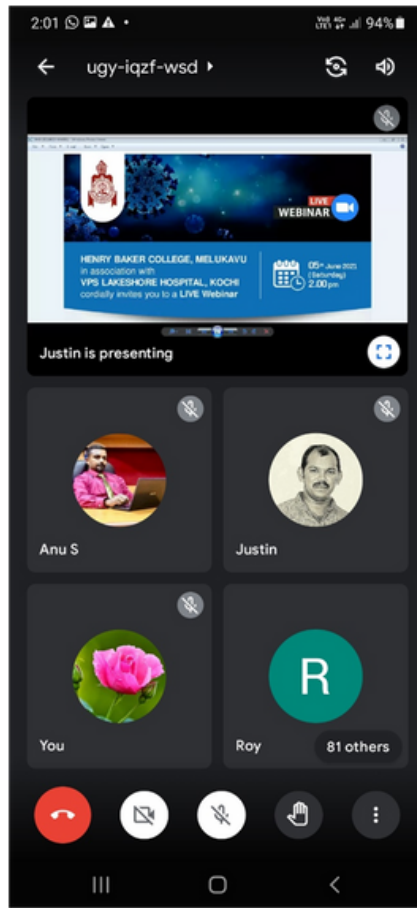 2:01
94%
ugy-iqzf-wsd
LIVE
WEBINAR
HENRY BAKER COLLEGE, MELUKAVU
in association with
VPS LAKESHORE HOSPITAL, KOCHI
cordially invites you to a LIVE Webinar
05th June 2021
(Saturday)
2.00 pm
Justin is presenting
Anu S
Justin
You
R
Roy
81 others